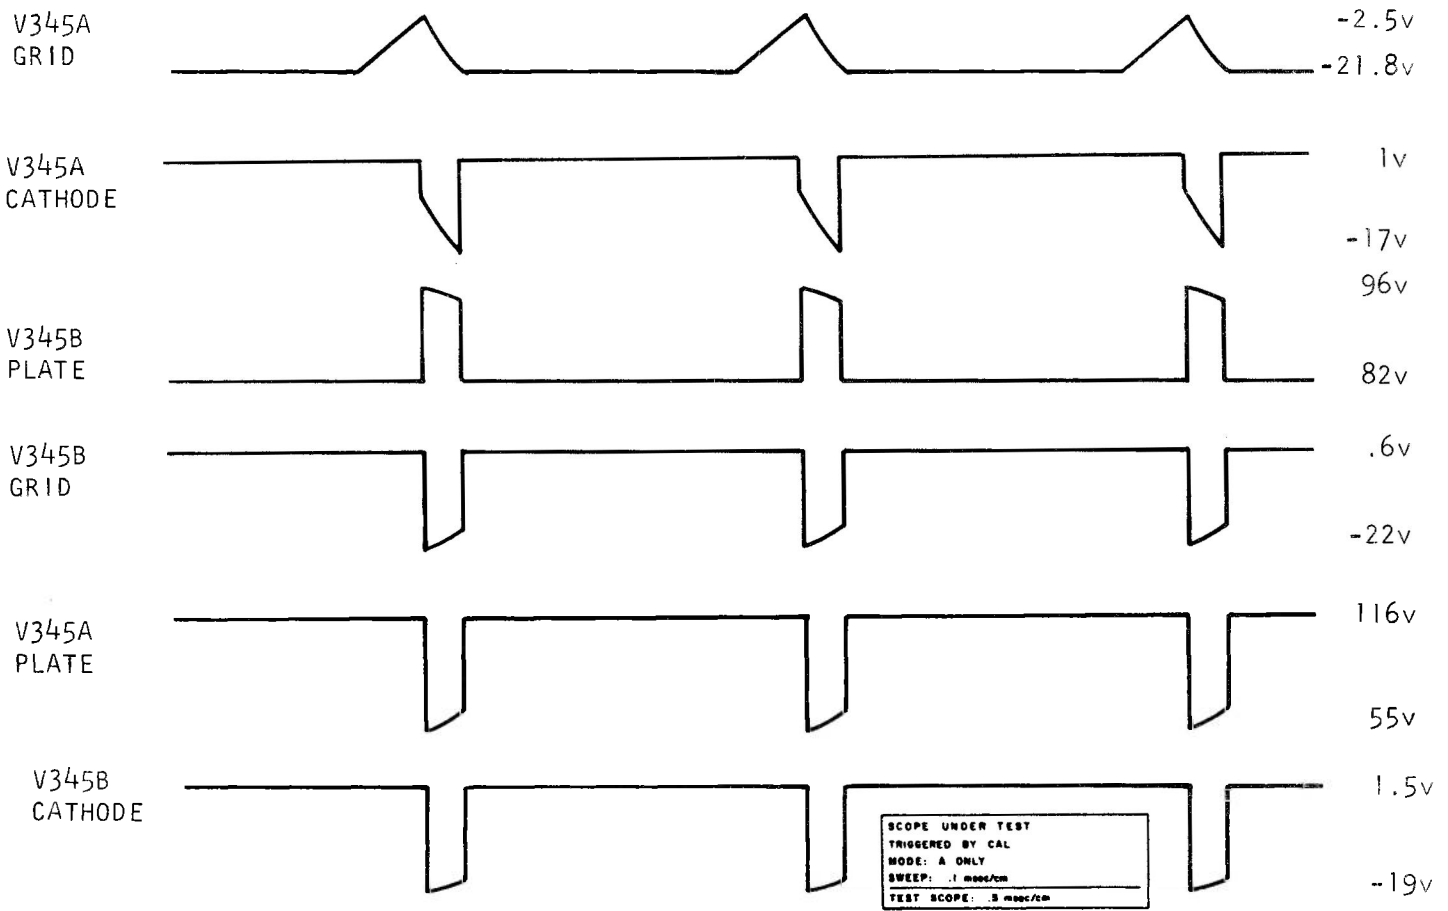 V345A
GRID
-2.5v
-21.8v
V345A
CATHODE
1v
-17v
V345B
PLATE
96v
82v
V345B
GRID
.6v
-22v
V345A
PLATE
116v
55v
V345B
CATHODE
1.5v
-19v
SCOPE UNDER TEST
TRIGGERED BY CAL
MODE: A ONLY
SWEEP: .1 msec/cm
TEST SCOPE: .5 msec/cm